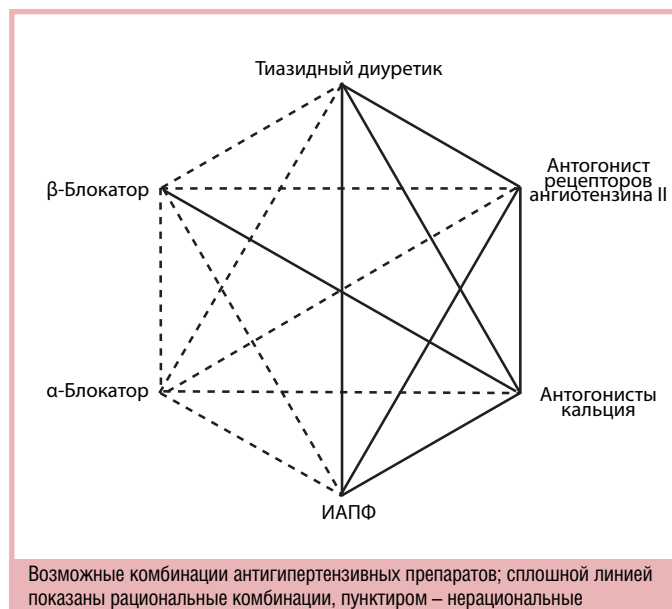 Тиазидный диуретик
β-Блокатор
Антогонист
рецепторов
ангиотензина II
α-Блокатор
Антогонисты
кальция
ИАПФ
Возможные комбинации антигипертензивных препаратов; сплошной линией
показаны рациональные комбинации, пунктиром – нерациональные